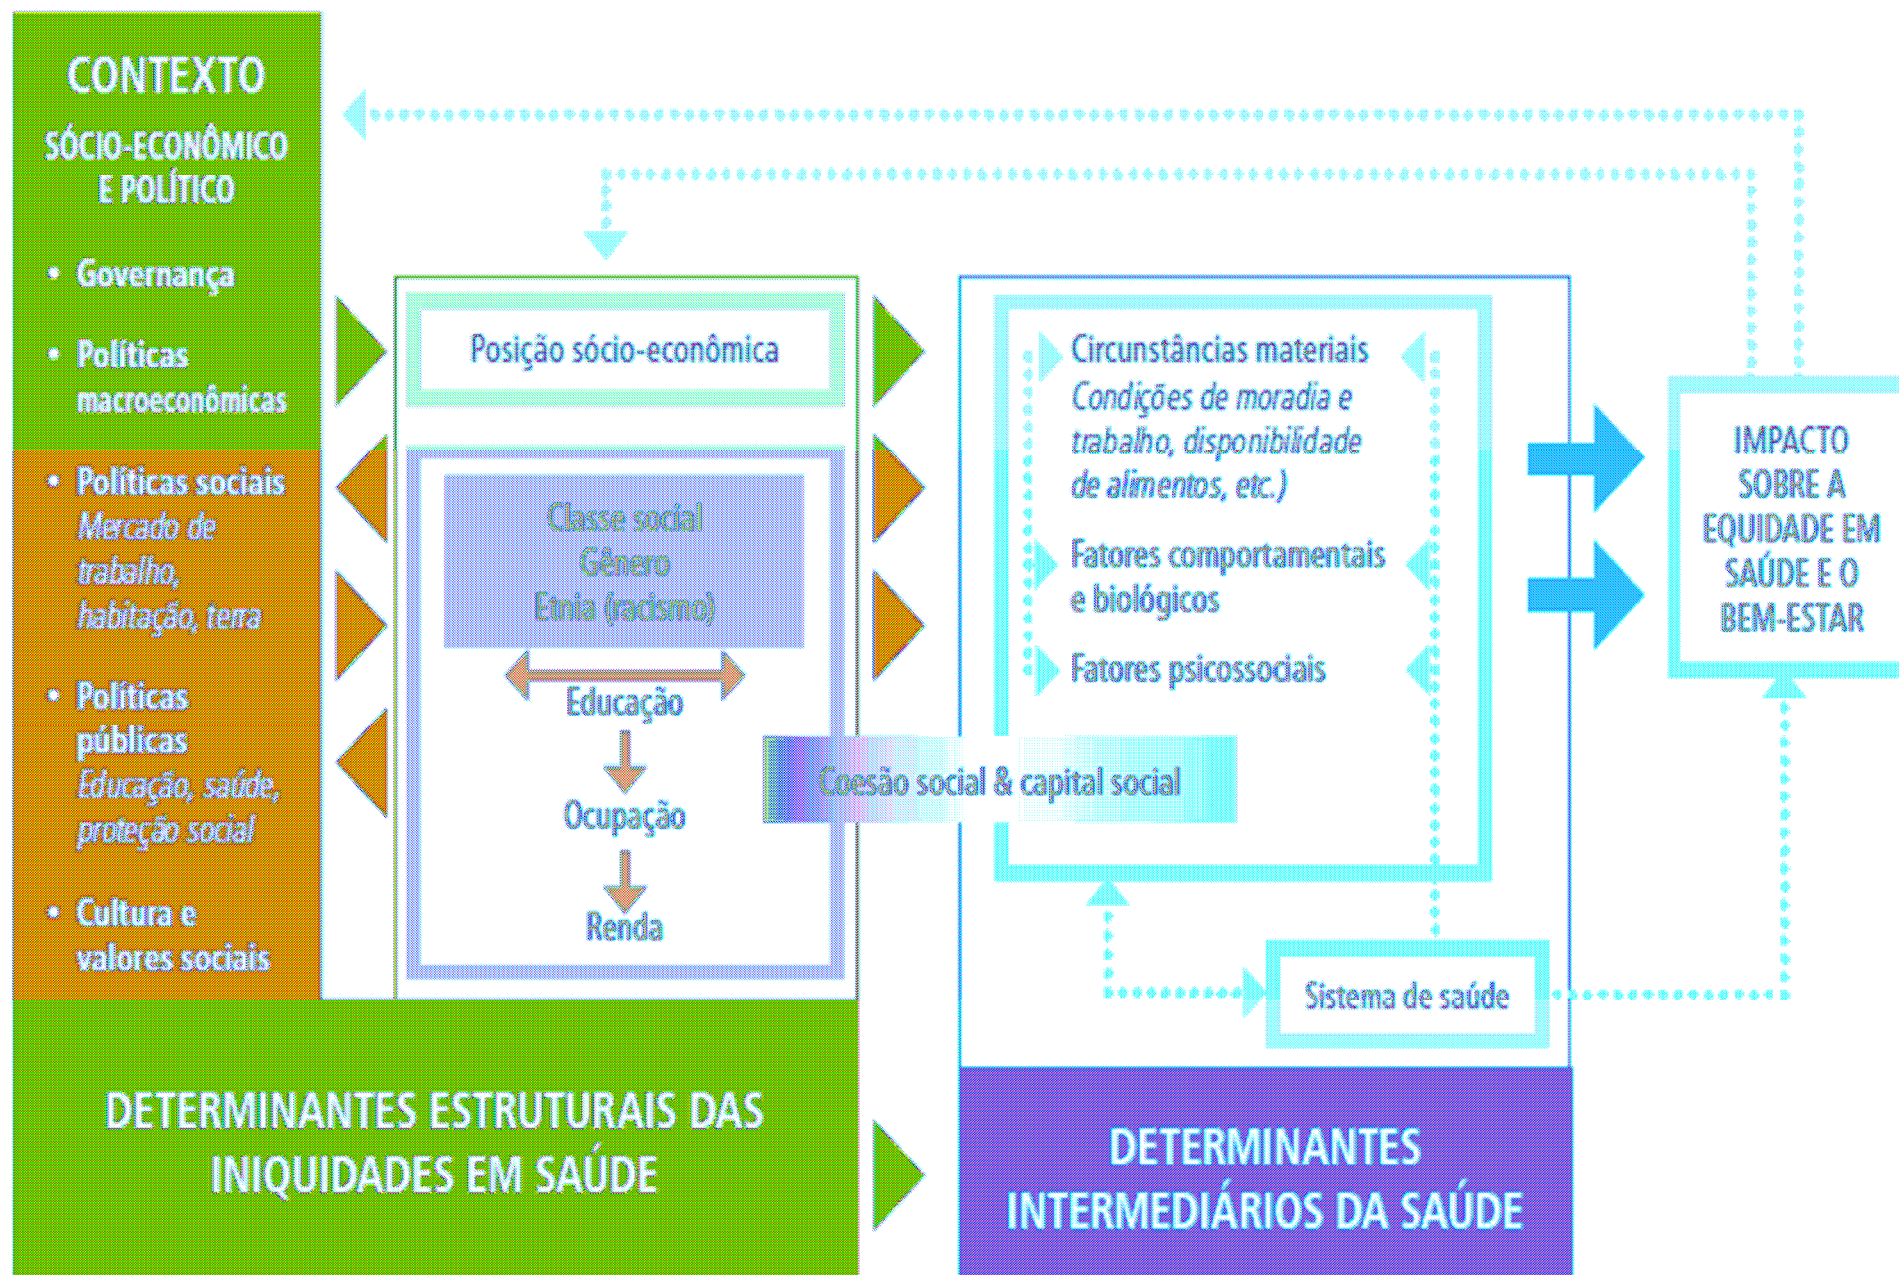 CONTEXTO
SÓCIO-ECONÔMICO
E POLÍTICO
• Governança
• Políticas
macroeconômicas
• Políticas sociais
Mercado de
trabalho,
habitação, terra
• Políticas
públicas
Educação, saúde,
proteção social
• Cultura e
valores sociais
Posição sócio-econômica
Classe social
Gênero
Etnia (racismo)
Educação
Ocupação
Renda
Coesão social & capital social
Circunstâncias materiais
Condições de moradia e
trabalho, disponibilidade
de alimentos, etc.)
Fatores comportamentais
e biológicos
Fatores psicossociais
Sistema de saúde
IMPACTO
SOBRE A
EQUIDADE EM
SAÚDE E O
BEM-ESTAR
DETERMINANTES ESTRUTURAIS DAS
INIQUIDADES EM SAÚDE
DETERMINANTES
INTERMEDIÁRIOS DA SAÚDE